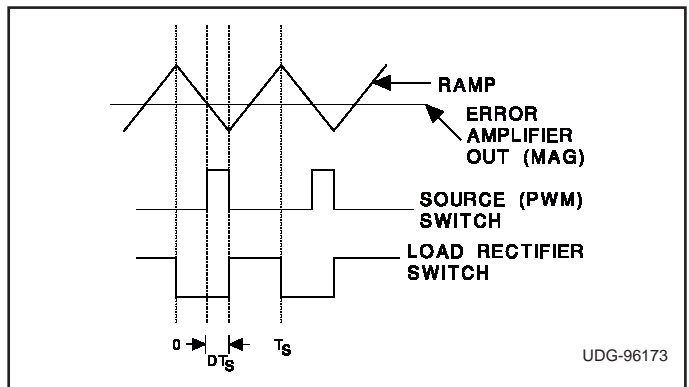 RAMP
ERROR
AMPLIFIER
OUT (MAG)
SOURCE (PWM)
SWITCH
LOAD RECTIFIER
SWITCH
0
DTS
TS
UDG-96173